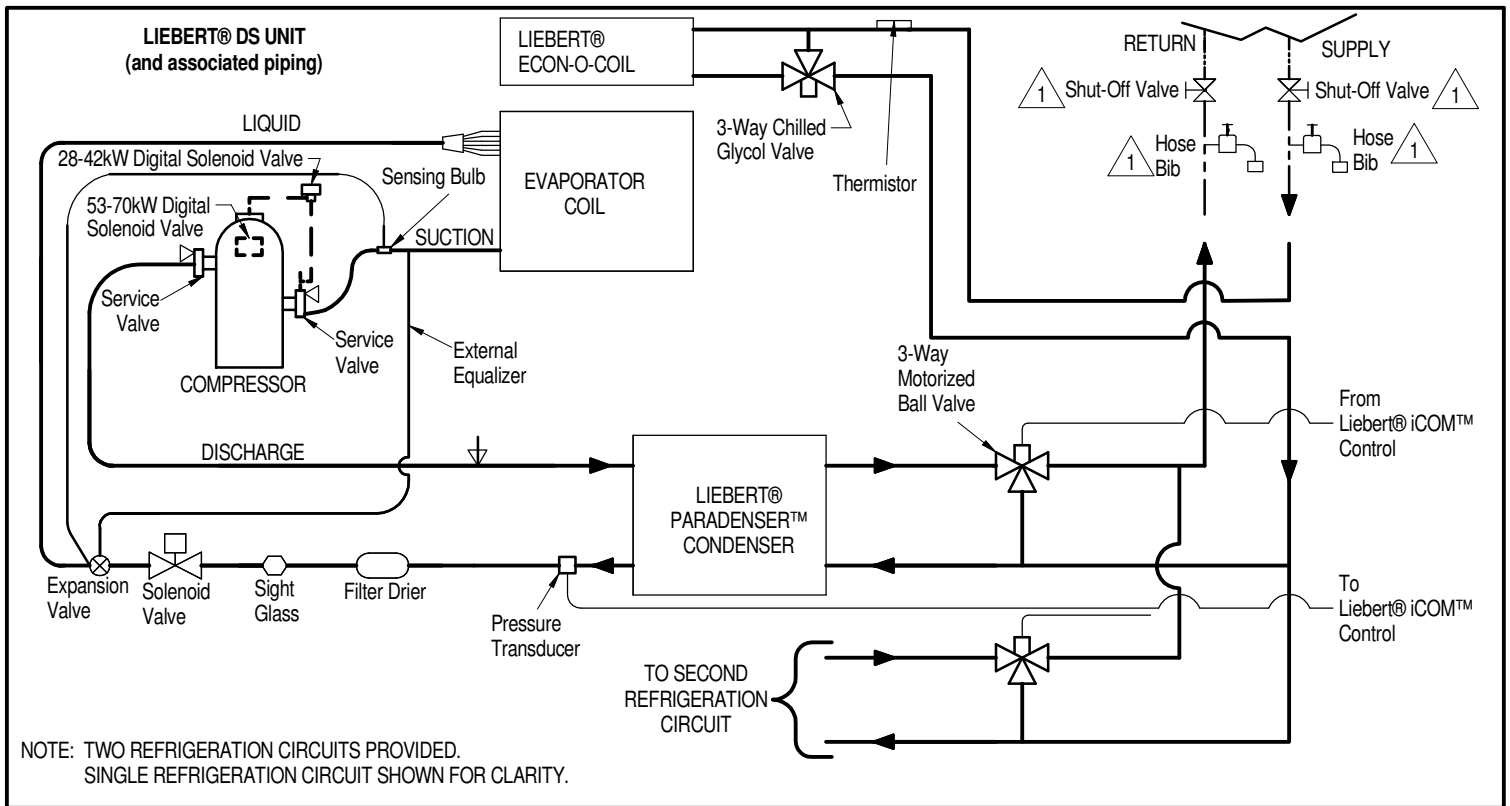 LIEBERT® DS UNIT
(and associated piping)
LIEBERT®
ECON-O-COIL
RETURN
SUPPLY
1
Shut-Off Valve
Shut-Off Valve
1
3-Way Chilled
Glycol Valve
Thermistor
1
Hose
Bib
Hose
Bib
1
LIQUID
28-42kW Digital Solenoid Valve
Sensing Bulb
EVAPORATOR
COIL
53-70kW Digital
Solenoid Valve
SUCTION
Service
Valve
Service
Valve
External
Equalizer
COMPRESSOR
3-Way
Motorized
Ball Valve
From
Liebert® iCOM™
Control
DISCHARGE
LIEBERT®
PARADENSER™
CONDENSER
Expansion
Valve
Solenoid
Valve
Sight
Glass
Filter Drier
Pressure
Transducer
To
Liebert® iCOM™
Control
TO SECOND
REFRIGERATION
CIRCUIT
NOTE: TWO REFRIGERATION CIRCUITS PROVIDED.
SINGLE REFRIGERATION CIRCUIT SHOWN FOR CLARITY.